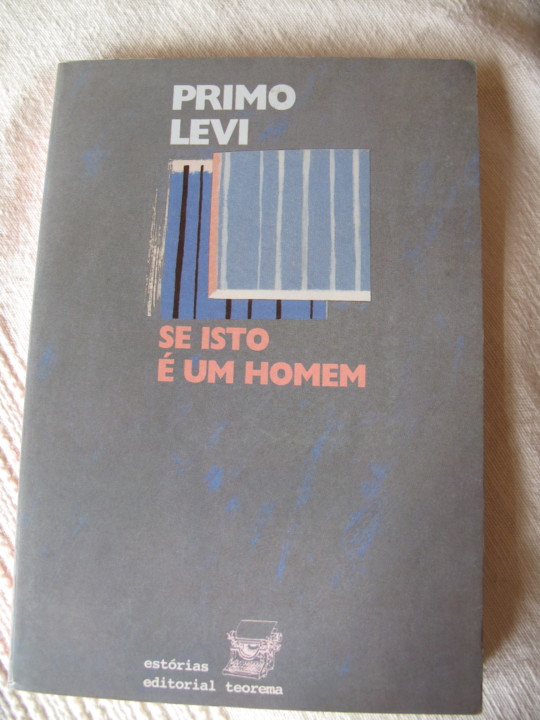 PRIMO
LEVI
SE ISTO
É UM HOMEM
estórias
editorial teorema